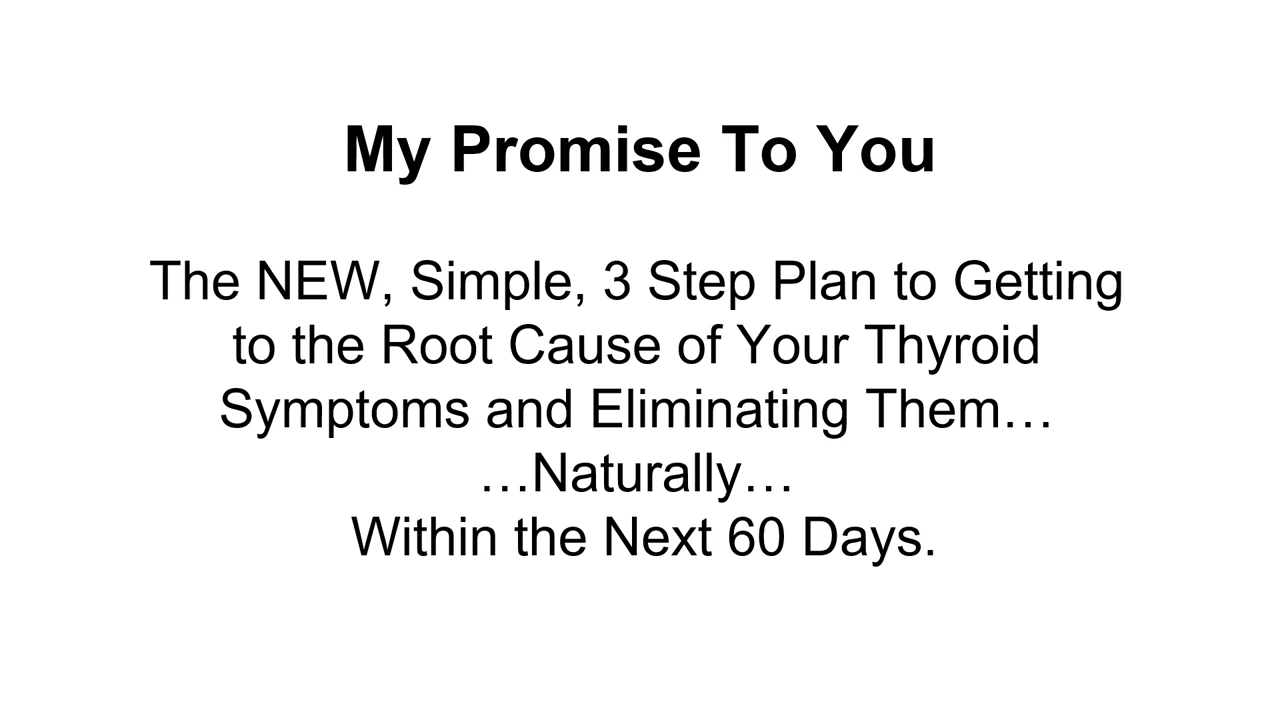 My Promise To You
The NEW, Simple, 3 Step Plan to Getting
to the Root Cause of Your Thyroid
Symptoms and Eliminating Them…
…Naturally…
Within the Next 60 Days.